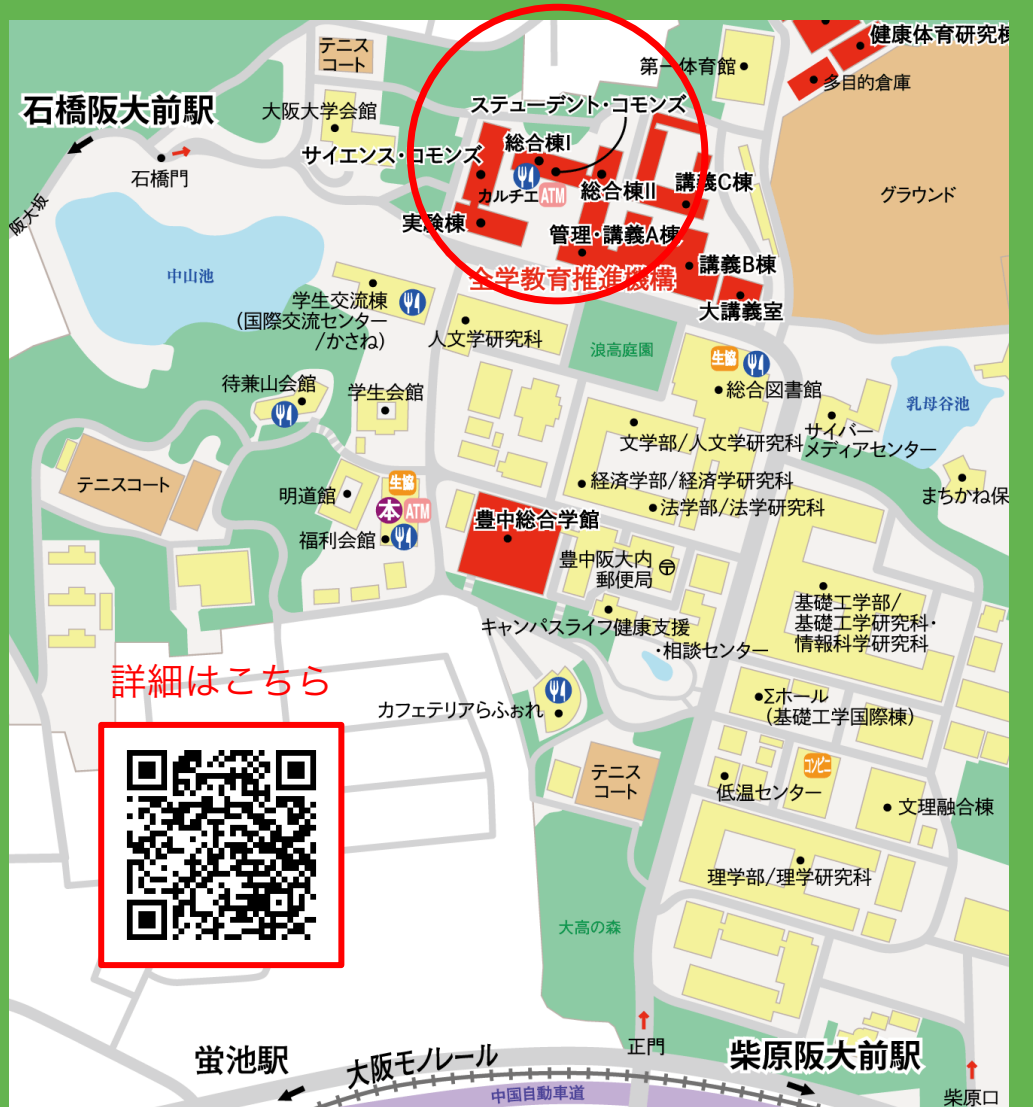 健康体育研究棟
テニス
コート
第一体育館
多目的倉庫
石橋阪大前駅
大阪大学会館
ステューデント・コモンズ
総合棟I
サイエンス・コモンズ
石橋門
カルチエ
ATM
総合棟II
講義C棟
グラウンド
阪大坂
実験棟
管理・講義A棟
講義B棟
中山池
全学教育推進機構
大講義室
学生交流棟
(国際交流センター
/かさね)
人文学研究科
浪高庭園
生協
総合図書館
待兼山会館
学生会館
乳母谷池
文学部/人文学研究科
サイバー
メディアセンター
テニスコート
明道館
生協
経済学部/経済学研究科
まちかね保
本
ATM
法学部/法学研究科
豊中総合学館
福利会館
豊中阪大内
郵便局
〒
基礎工学部/
基礎工学研究科・
情報科学研究科
キャンパスライフ健康支援
・相談センター
詳細はこちら
Σホール
(基礎工学国際棟)
カフェテリアらふぉれ
テニス
コート
コンビニ
低温センター
文理融合棟
理学部/理学研究科
大高の森
正門
蛍池駅
大阪モノレール
柴原阪大前駅
中国自動車道
柴原口